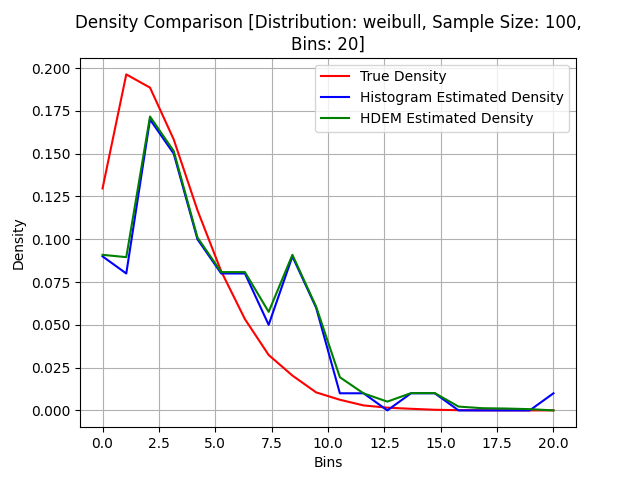 Density Comparison [Distribution: weibull, Sample Size: 100,
Bins: 20]
True Density
Histogram Estimated Density
HDEM Estimated Density
Density
0.200
0.175
0.150
0.125
0.100
0.075
0.050
0.025
0.000
0.0 2.5 5.0 7.5 10.0 12.5 15.0 17.5 20.0
Bins